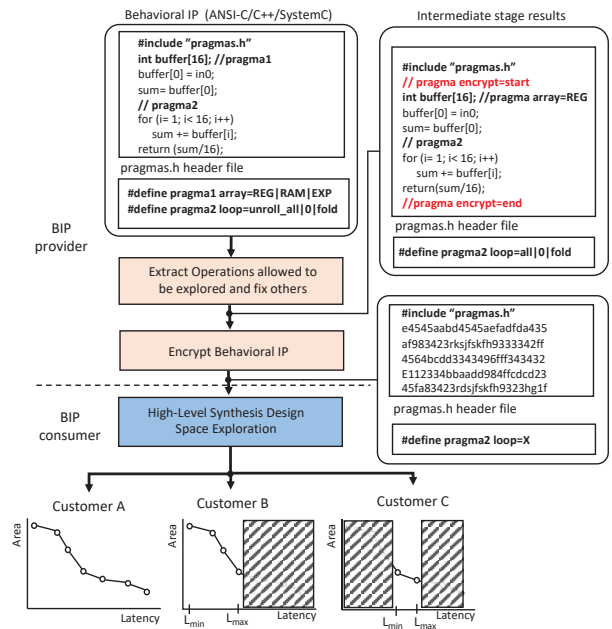 Behavioral IP (ANSI-C/C++/SystemC)
#include "pragmas.h"
int buffer[16]; //pragma1
buffer[0] = in0;
sum= buffer[0];
// pragma2
for (i= 1; i< 16; i++)
sum += buffer[i];
return (sum/16);
pragmas.h header file
#define pragma1 array=REG|RAM|EXP
#define pragma2 loop=unroll_all|0|fold
Intermediate stage results
#include "pragmas.h"
// pragma encrypt=start
int buffer[16]; //pragma array=REG
buffer[0] = in0;
sum= buffer[0];
// pragma2
for (i= 1; i< 16; i++)
sum += buffer[i];
return(sum/16);
//pragma encrypt=end
pragmas.h header file
#define pragma2 loop=all|0|fold
BIP
provider
Extract Operations allowed to
be explored and fix others
Encrypt Behavioral IP
#include "pragmas.h"
e4545aabd4545aefadfda435
af983423rksjfskfh9333342ff
4564bcdd3343496fff343432
E112334bbaadd984ffcdcd23
45fa83423rdsjfskfh9323hg1f
pragmas.h header file
#define pragma2 loop=X
BIP
consumer
High-Level Synthesis Design
Space Exploration
Customer A
Area
Latency
Customer B
Area
L_min
L_max
Latency
Customer C
Area
L_min
L_max
Latency